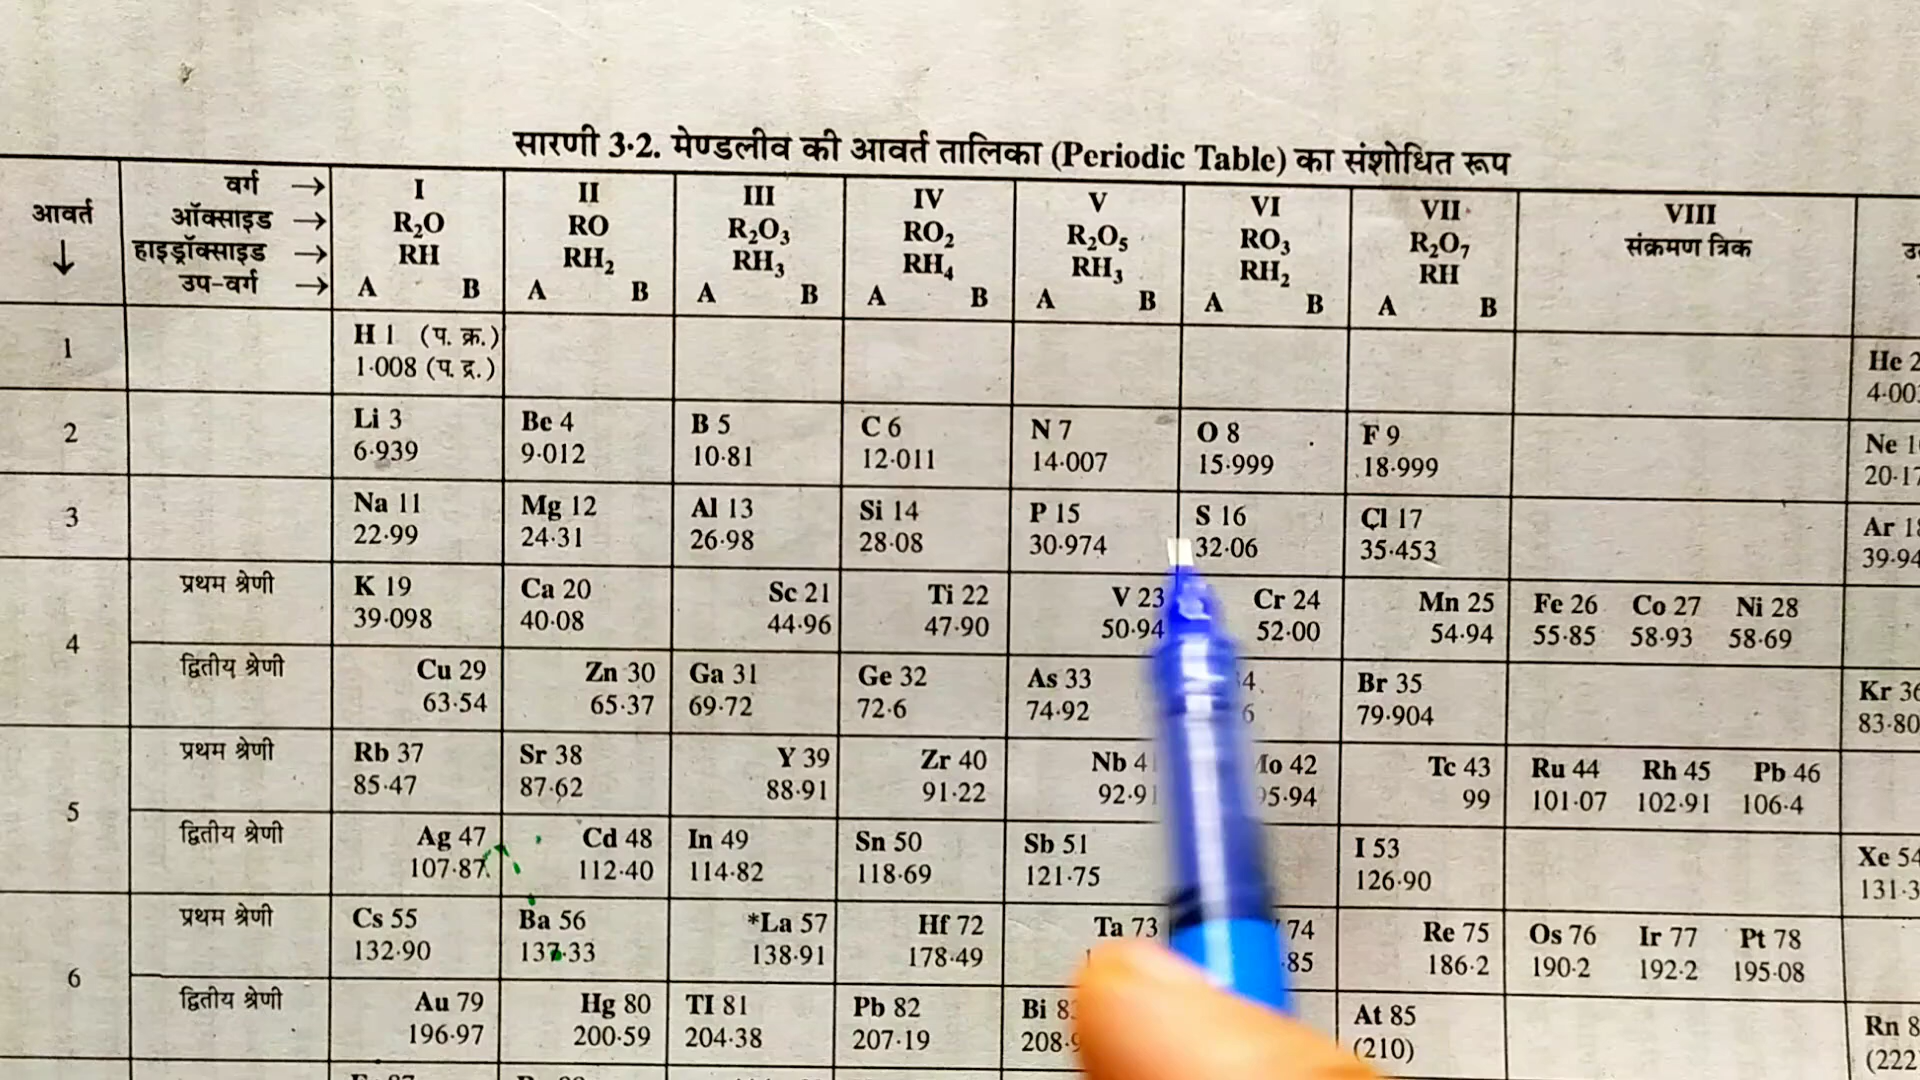 सारणी 3·2. मेण्डलीव की आवर्त तालिका (Periodic Table) का संशोधित रूप
आवर्त ↓ वर्ग → I II III IV V VI VII VIII
ऑक्साइड → R₂O RO R₂O₃ RO₂ R₂O₅ RO₃ R₂O₇ संक्रमण त्रिक
हाइड्रॉक्साइड → RH RH₂ RH₃ RH₄ RH₃ RH₂ RH
उप-वर्ग → A B A B A B A B A B A B A B
1 H 1 (प. क्र.)
1·008 (प. द्र.) He 2
4·003
2 Li 3 Be 4 B 5 C 6 N 7 O 8 F 9 Ne
6·939 9·012 10·81 12·011 14·007 15·999 18·999 20·17
3 Na 11 Mg 12 Al 13 Si 14 P 15 S 16 Cl 17 Ar
22·99 24·31 26·98 28·08 30·974 32·06 35·453 39·94
4 प्रथम श्रेणी K 19 Ca 20 Sc 21 Ti 22 V 23 Cr 24 Mn 25 Fe 26 Co 27 Ni 28
39·098 40·08 44·96 47·90 50·94 52·00 54·94 55·85 58·93 58·69
द्वितीय श्रेणी Cu 29 Zn 30 Ga 31 Ge 32 As 33 Br 35 Kr 36
63·54 65·37 69·72 72·6 74·92 79·904 83·80
5 प्रथम श्रेणी Rb 37 Sr 38 Y 39 Zr 40 Nb Mo 42 Tc 43 Ru 44 Rh 45 Pb 46
85·47 87·62 88·91 91·22 92·91 95·94 99 101·07 102·91 106·4
द्वितीय श्रेणी Ag 47 Cd 48 In 49 Sn 50 Sb 51 I 53 Xe 54
107·87 112·40 114·82 118·69 121·75 126·90 131·3
6 प्रथम श्रेणी Cs 55 Ba 56 *La 57 Hf 72 Ta 73 74 Re 75 Os 76 Ir 77 Pt 78
132·90 137·33 138·91 178·49 ·85 186·2 190·2 192·2 195·08
द्वितीय श्रेणी Au 79 Hg 80 TI 81 Pb 82 Bi At 85 Rn
196·97 200·59 204·38 207·19 208· (210) (222